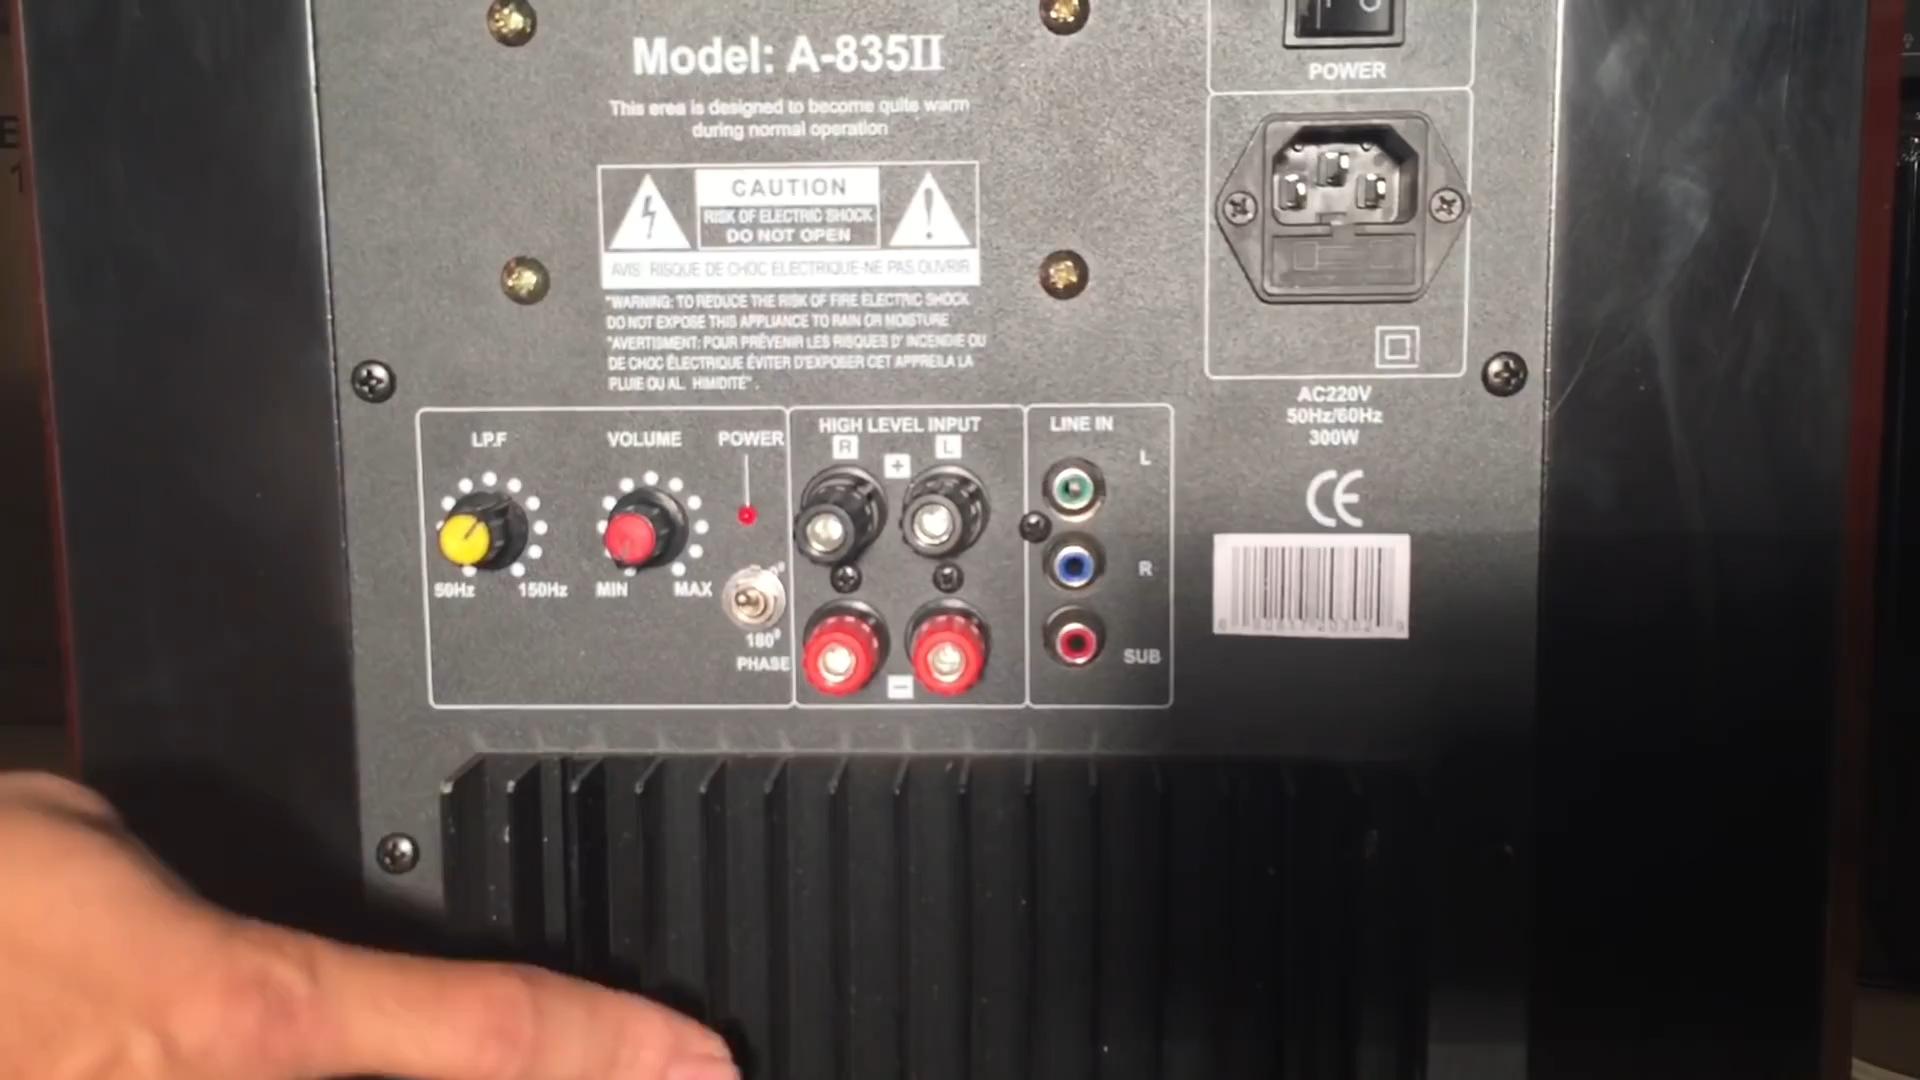 Model: A-835II
POWER
This area is designed to become quite warm
during normal operation
CAUTION
RISK OF ELECTRIC SHOCK
DO NOT OPEN
AVIS: RISQUE DE CHOC ELECTRIQUE-NE PAS OUVRIR
"WARNING: TO REDUCE THE RISK OF FIRE ELECTRIC SHOCK
DO NOT EXPOSE THIS APPLIANCE TO RAIN OR MOISTURE
"AVERTISMENT: POUR PRÉVENIR LES RISQUES D' INCENDIE OU
DE CHOC ÉLECTRIQUE ÉVITER D'EXPOSER CET APPREILA LA
PLUIE OU AL HIMIDITE".
AC220V
50Hz/60Hz
300W
CE
L.P.F
50Hz
150Hz
VOLUME
MIN
MAX
POWER
180°
PHASE
HIGH LEVEL INPUT
R
L
+
−
LINE IN
L
R
SUB